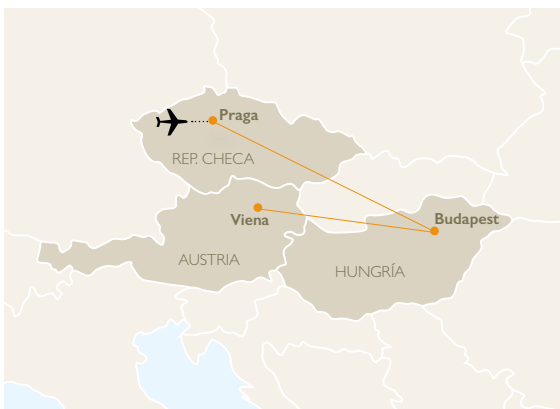 Praga
REP. CHECA
Viena
Budapest
AUSTRIA
HUNGRÍA